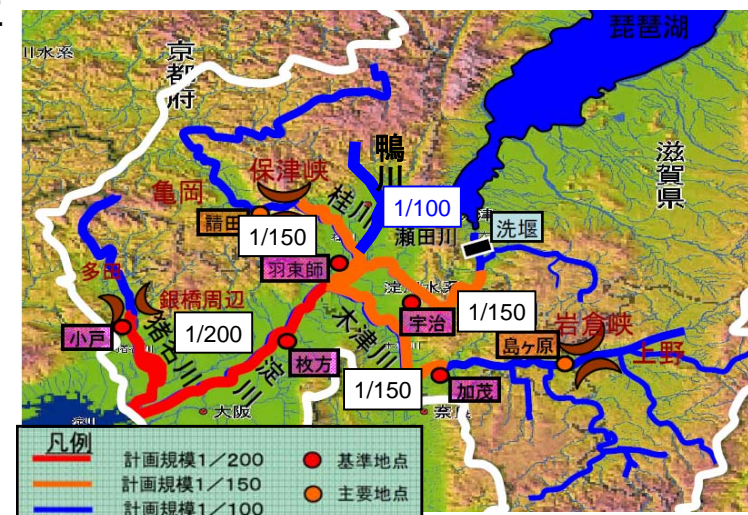 琵琶湖
川水系
京都府
鴨川
滋賀県
保津峡
亀岡
桂川
1/100
請田
瀬田川
洗堰
1/150
羽束師
多田
銀橋周辺
宇治
1/150
岩倉峡
小戸
猪名川
1/200
木津川
島ヶ原
上野
淀川
枚方
1/150
加茂
大阪
凡例
計画規模1/200
基準地点
計画規模1/150
主要地点
計画規模1/100